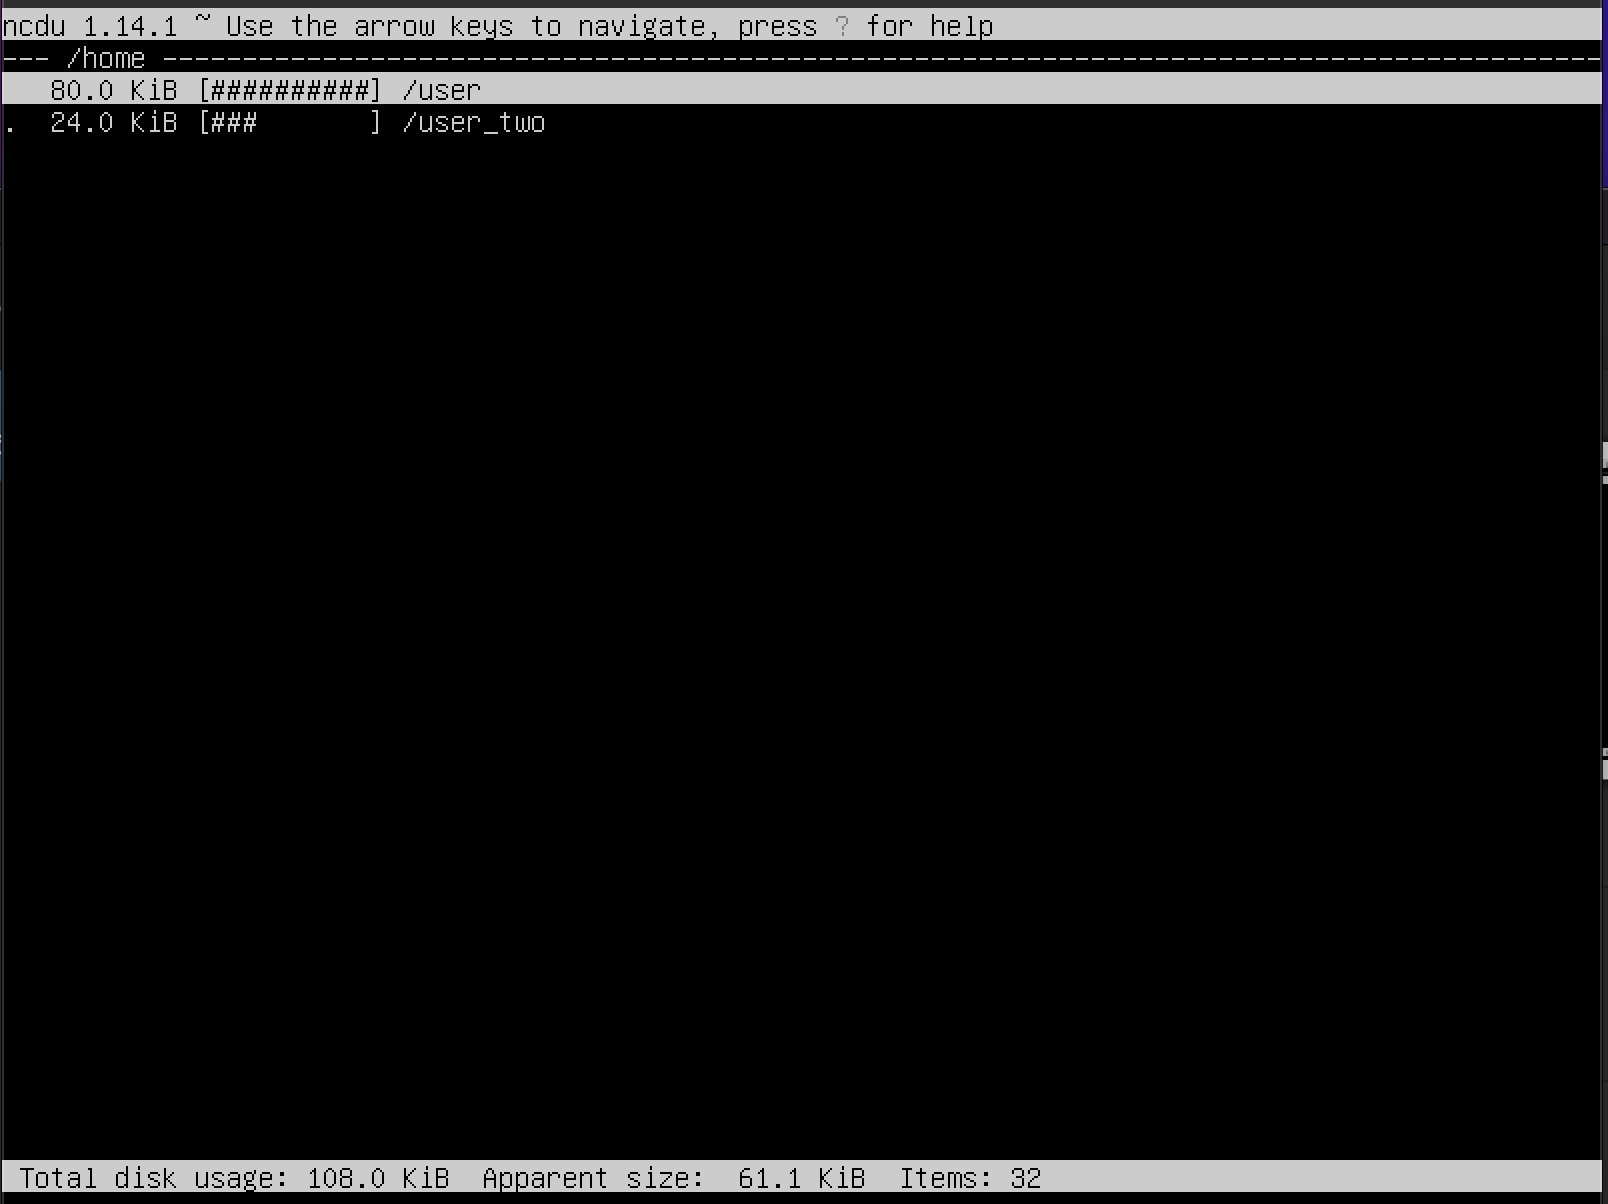 ncdu 1.14.1 ~ Use the arrow keys to navigate, press ? for help
--- /home ------------------------------------------------------------------------------------------
   80.0 KiB [##########] /user
.  24.0 KiB [###       ] /user_two
 Total disk usage: 108.0 KiB  Apparent size:  61.1 KiB  Items: 32